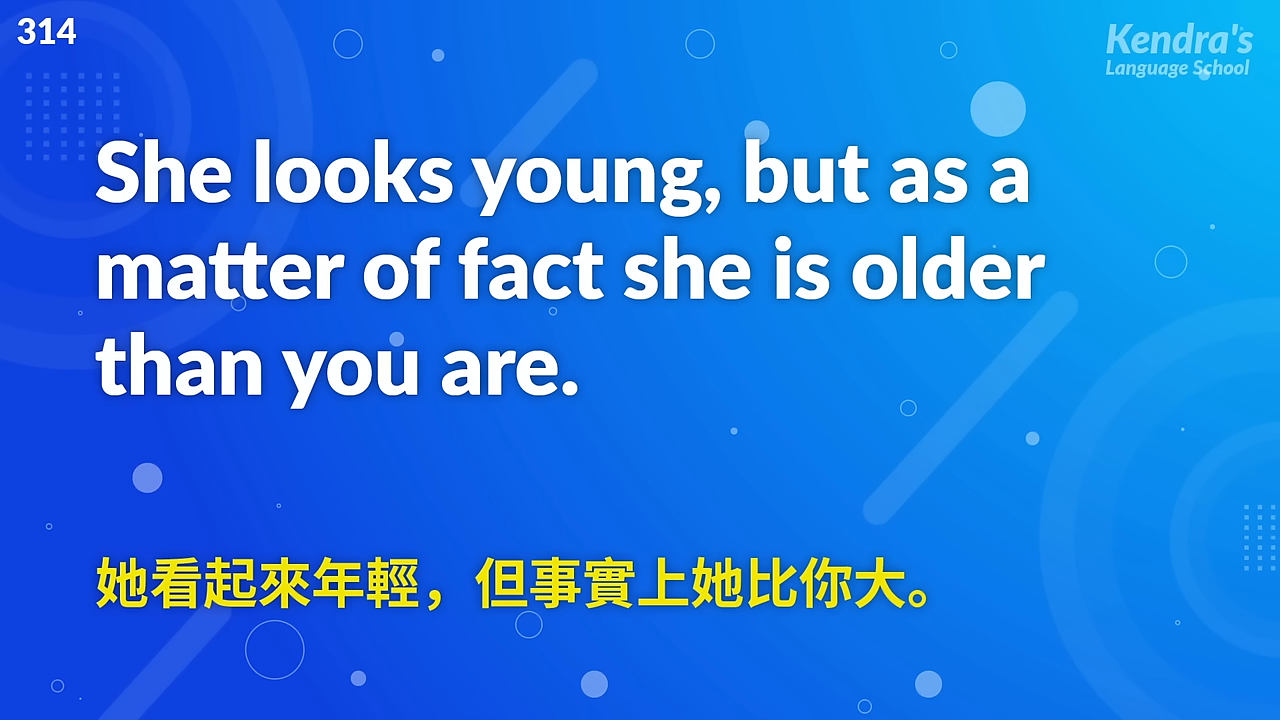 314
Kendra's
Language School
She looks young, but as a
matter of fact she is older
than you are.
她看起來年輕，但事實上她比你大。